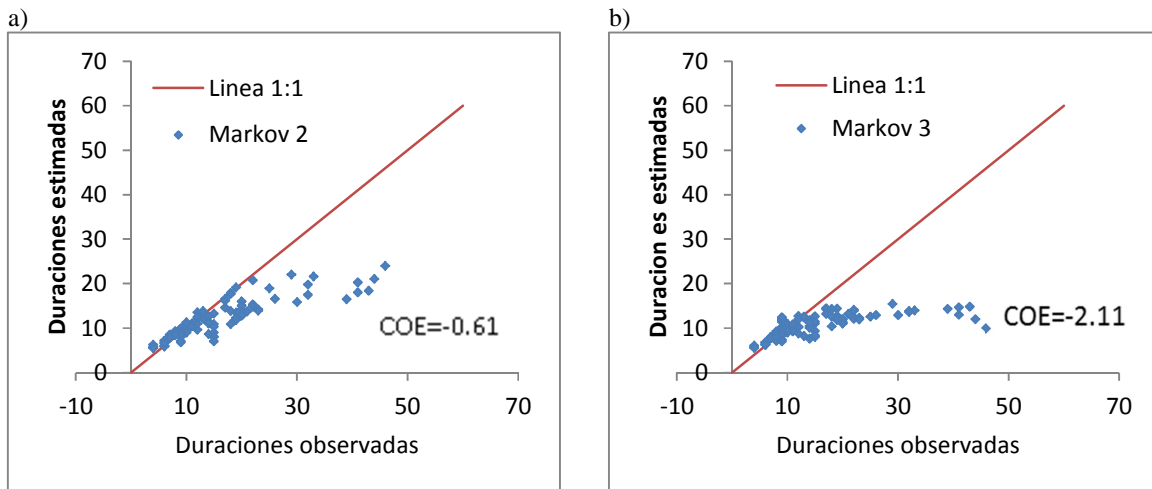 a)
70
60
50
40
30
20
10
0
-10
10
30
50
70
Duraciones estimadas
Duraciones observadas
Linea 1:1
Markov 2
COE=-0.61
b)
70
60
50
40
30
20
10
0
-10
10
30
50
70
Duracion es estimadas
Duraciones observadas
Linea 1:1
Markov 3
COE=-2.11